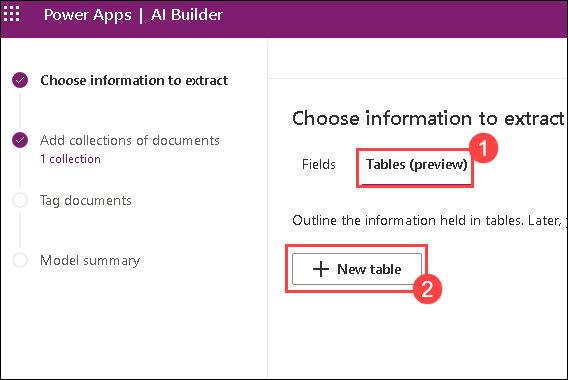 Power Apps | AI Builder
Choose information to extract
Add collections of documents
1 collection
Tag documents
Model summary
Choose information to extract
Fields
Tables (preview)
1
Outline the information held in tables. Later,
+ New table
2